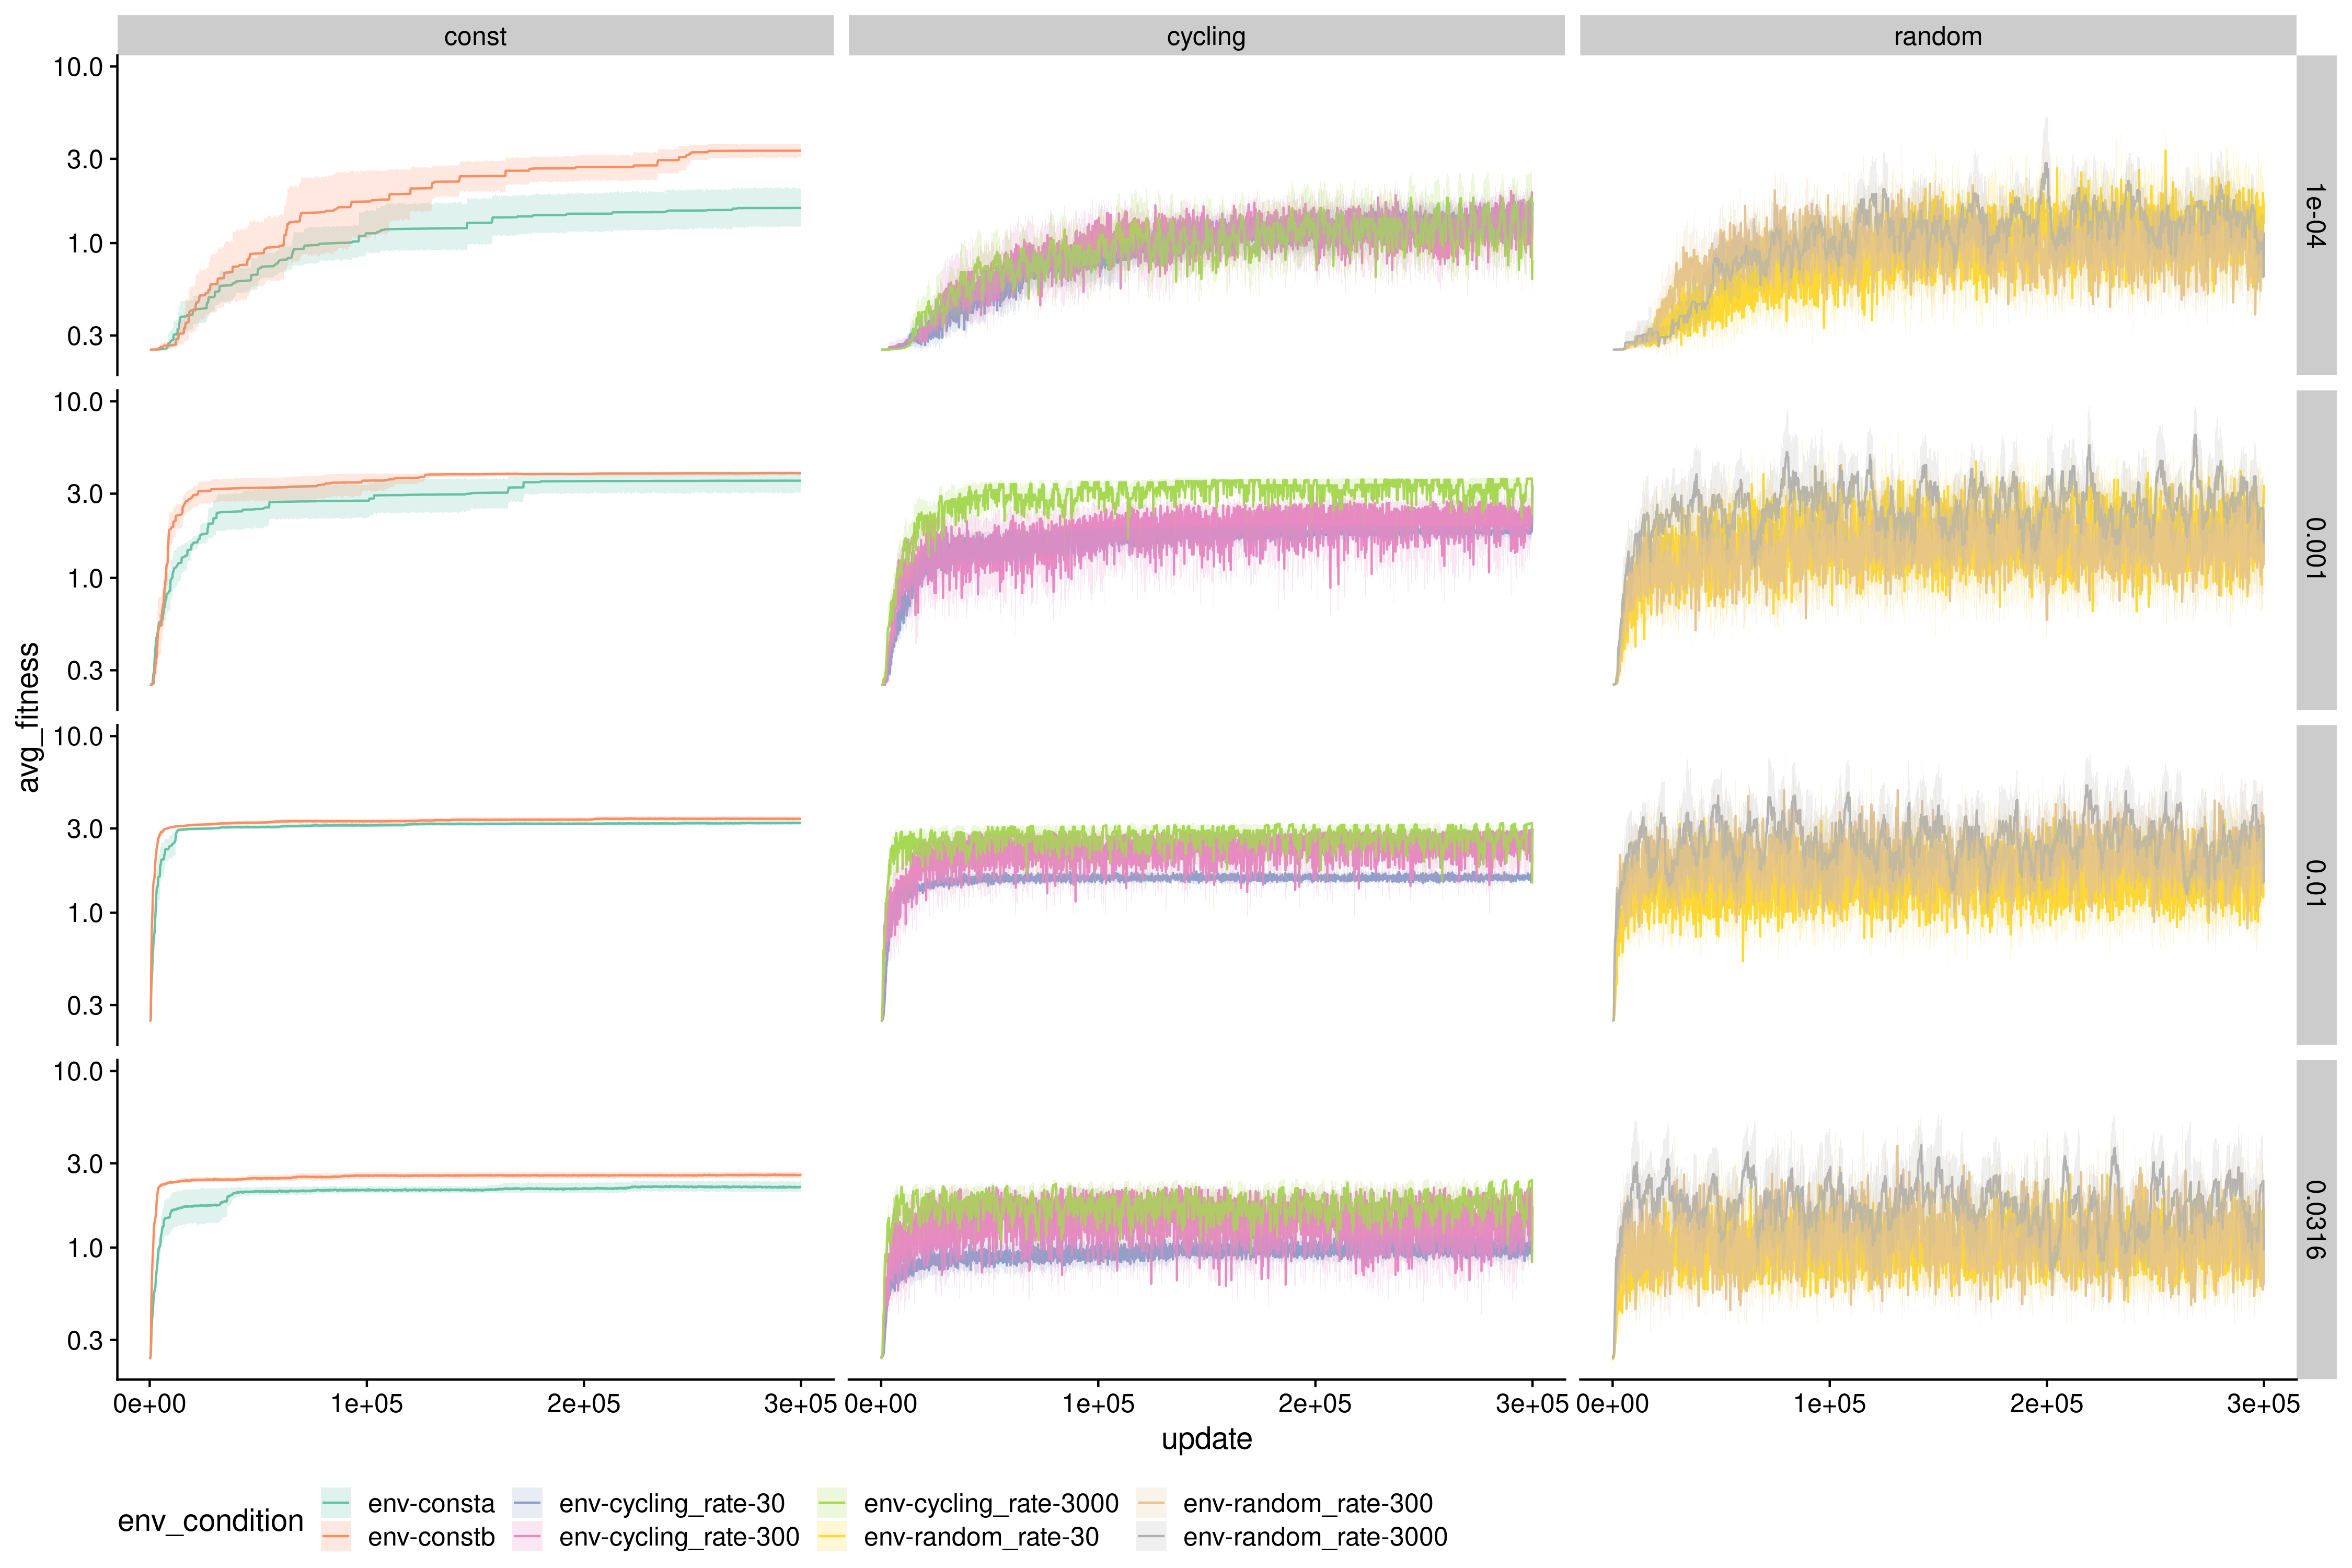 const cycling random
10.0
3.0
1.0
0.3
1e-04
10.0
3.0
1.0
0.3
0.001
10.0
3.0
1.0
0.3
0.01
10.0
3.0
1.0
0.3
0.0316
avg_fitness
0e+00 1e+05 2e+05 3e+05 0e+00 1e+05 2e+05 3e+05 0e+00 1e+05 2e+05 3e+05
update
env_condition
env-consta env-cycling_rate-30 env-cycling_rate-3000 env-random_rate-300
env-constb env-cycling_rate-300 env-random_rate-30 env-random_rate-3000